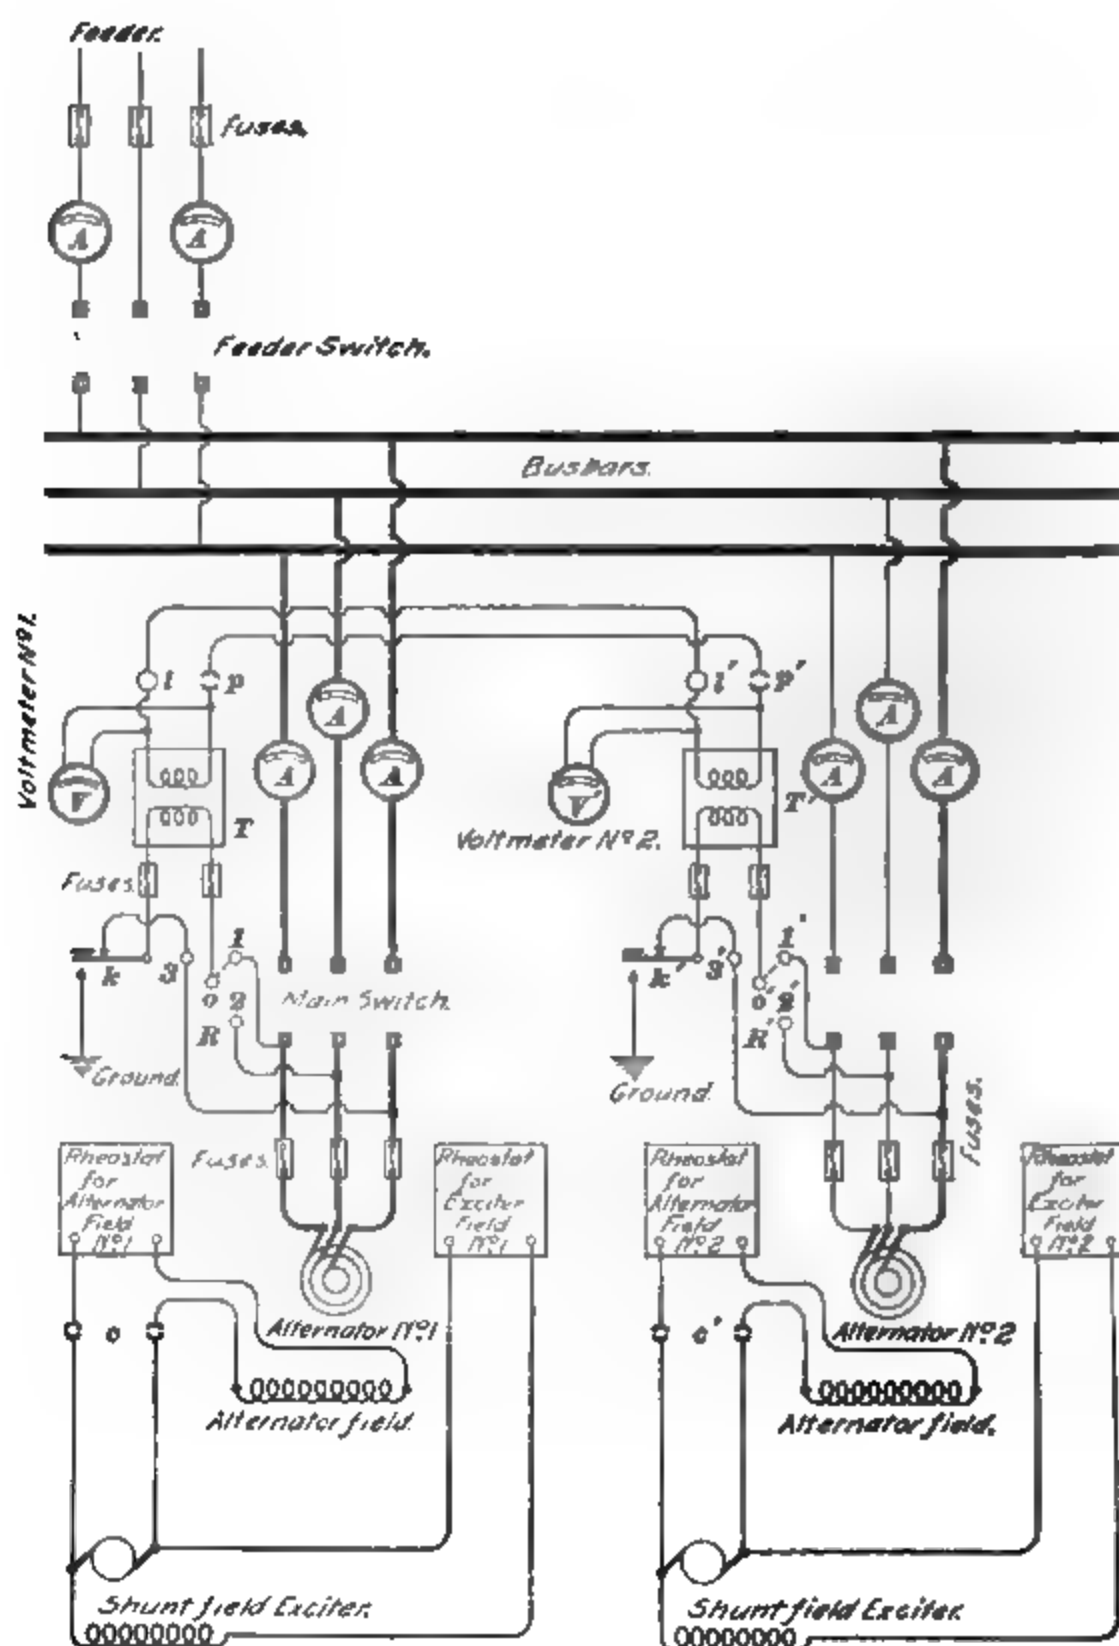 Feeder.
fuses.
A
A
Feeder Switch.
Busbars.
Voltmeter Nº1.
l
p
l'
p'
A
A
A
A
A
A
V
T
V'
T'
Voltmeter Nº2.
Fuses.
1
1'
k
3
k'
3'
o
2
o'
2'
Main Switch.
R
R'
Ground.
Ground.
Fuses.
Fuses.
Rheostat
for
Alternator
Field
Nº1
Rheostat
for
Exciter
Field
Nº1
Rheostat
for
Alternator
Field
Nº2
Rheostat
for
Exciter
Field
Nº2
c
Alternator Nº1
c'
Alternator Nº2
Alternator field.
Alternator field.
Shunt field Exciter.
Shunt field Exciter.